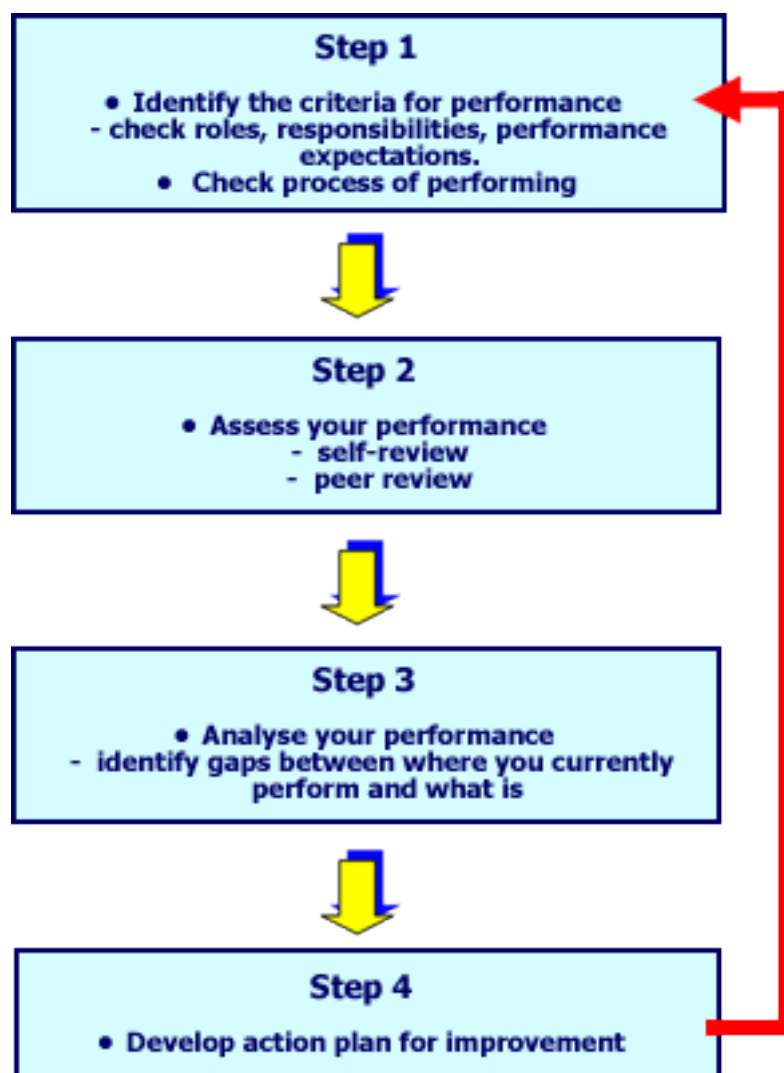 Step 1
• Identify the criteria for performance
- check roles, responsibilities, performance
expectations.
• Check process of performing
Step 2
• Assess your performance
- self-review
- peer review
Step 3
• Analyse your performance
- identify gaps between where you currently
perform and what is
Step 4
• Develop action plan for improvement